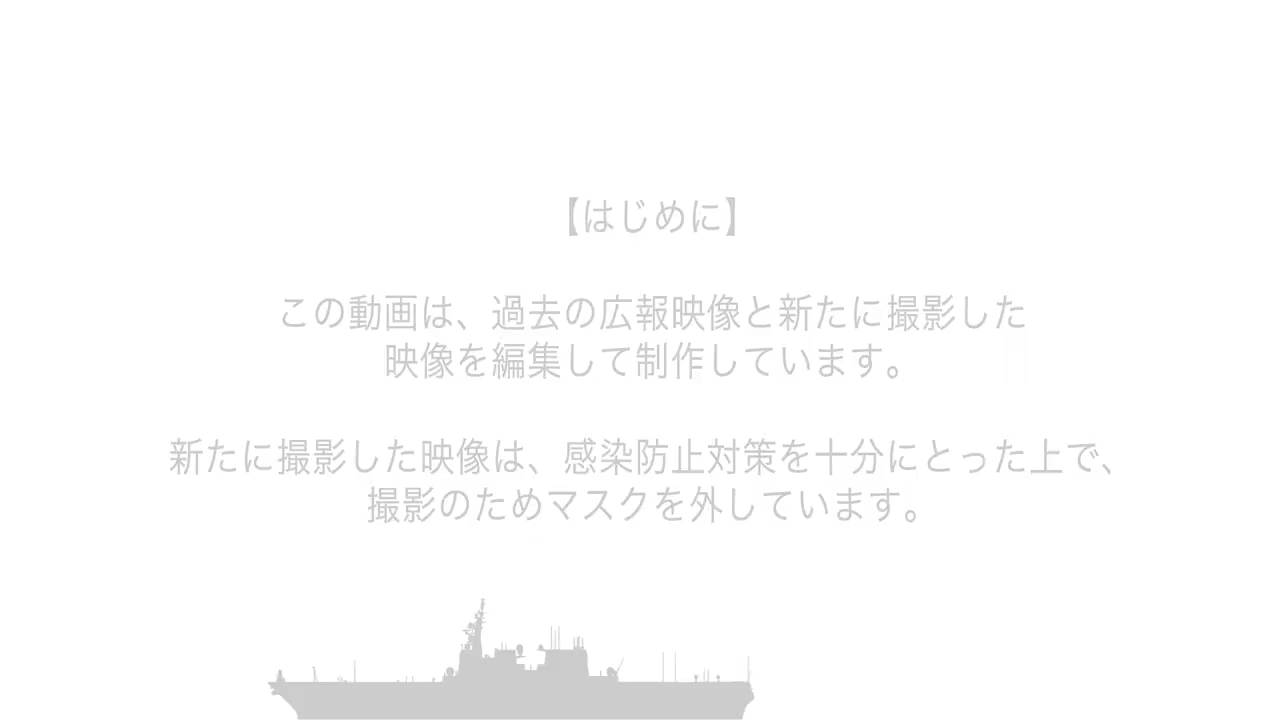 【はじめに】
この動画は、過去の広報映像と新たに撮影した
映像を編集して制作しています。
新たに撮影した映像は、感染防止対策を十分にとった上で、
撮影のためマスクを外しています。